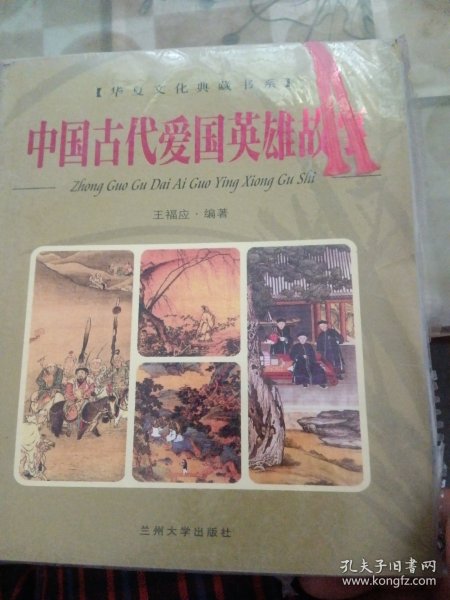 【华夏文化典藏书系】
中国古代爱国英雄故
A
Zhong Guo Gu Dai Ai Guo Ying Xiong Gu Shi
王福应·编著
兰州大学出版社
孔夫子旧书网
www.kongfz.com